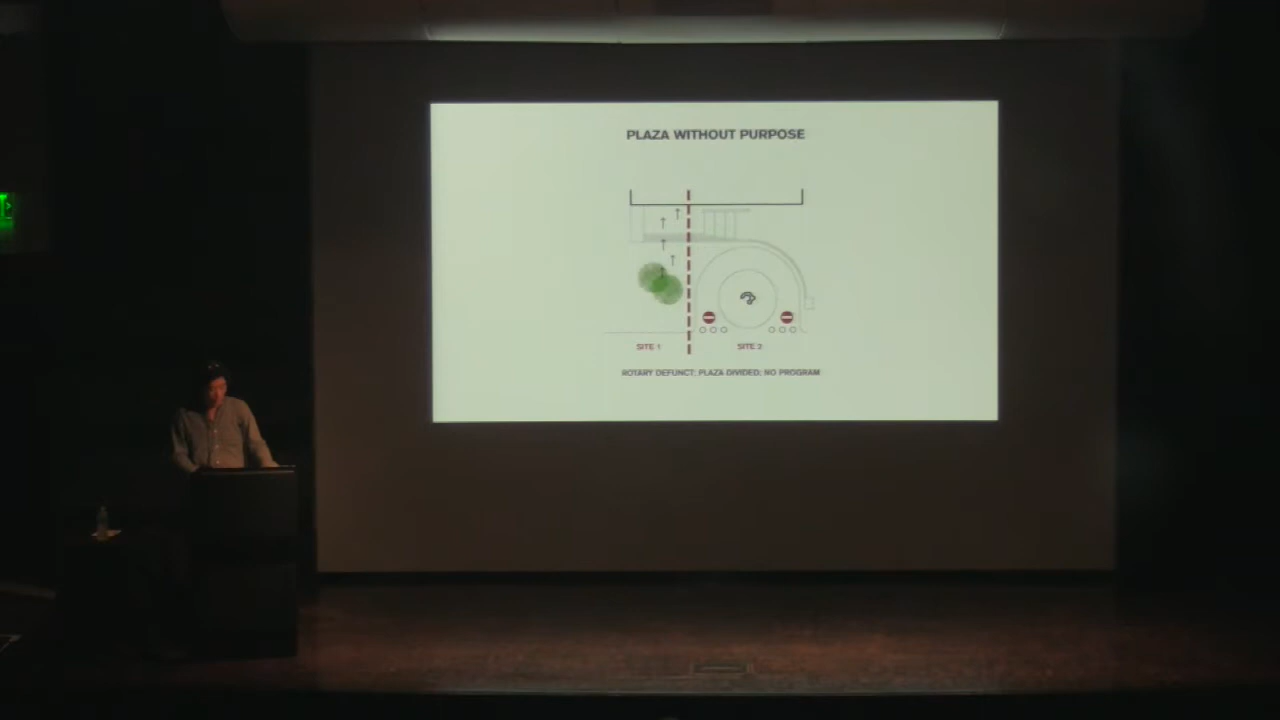 PLAZA WITHOUT PURPOSE
SITE 1
SITE 2
ROTARY DEFUNCT; PLAZA DIVIDED; NO PROGRAM